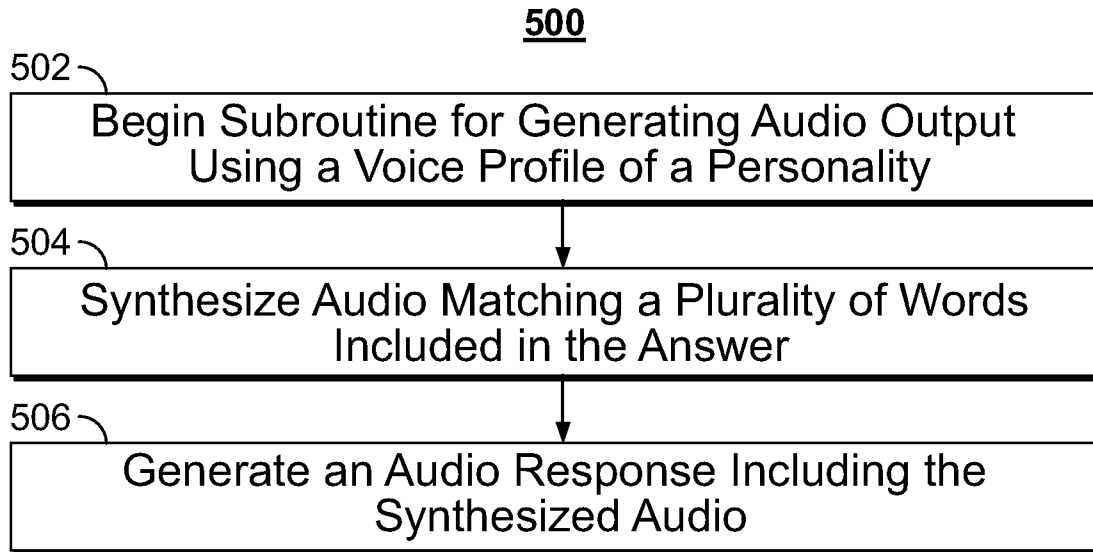 500
502
Begin Subroutine for Generating Audio Output
Using a Voice Profile of a Personality
504
Synthesize Audio Matching a Plurality of Words
Included in the Answer
506
Generate an Audio Response Including the
Synthesized Audio